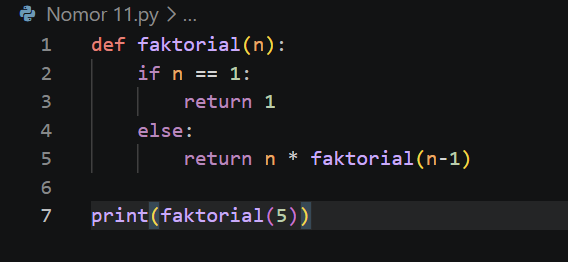 Nomor 11.py > ...
1 def faktorial(n):
2     if n == 1:
3         return 1
4     else:
5         return n * faktorial(n-1)
6
7 print(faktorial(5))